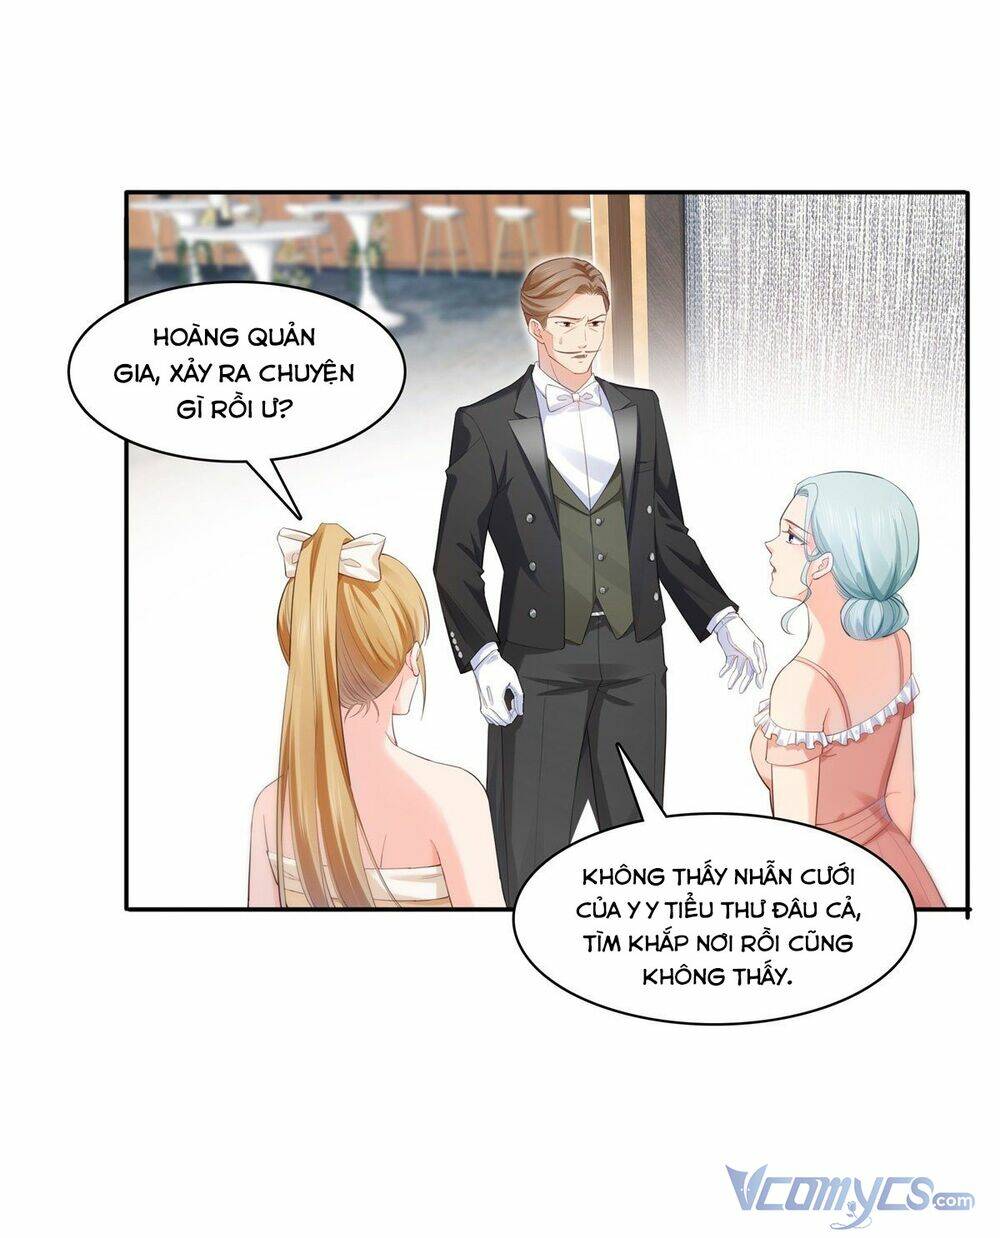 HOÀNG QUẢN
GIA, XẢY RA CHUYỆN
GÌ RỒI Ư?
KHÔNG THẤY NHẪN CƯỚI
CỦA Y Y TIỂU THƯ ĐÂU CẢ,
TÌM KHẮP NƠI RỒI CŨNG
KHÔNG THẤY.
VCOMYCS.com